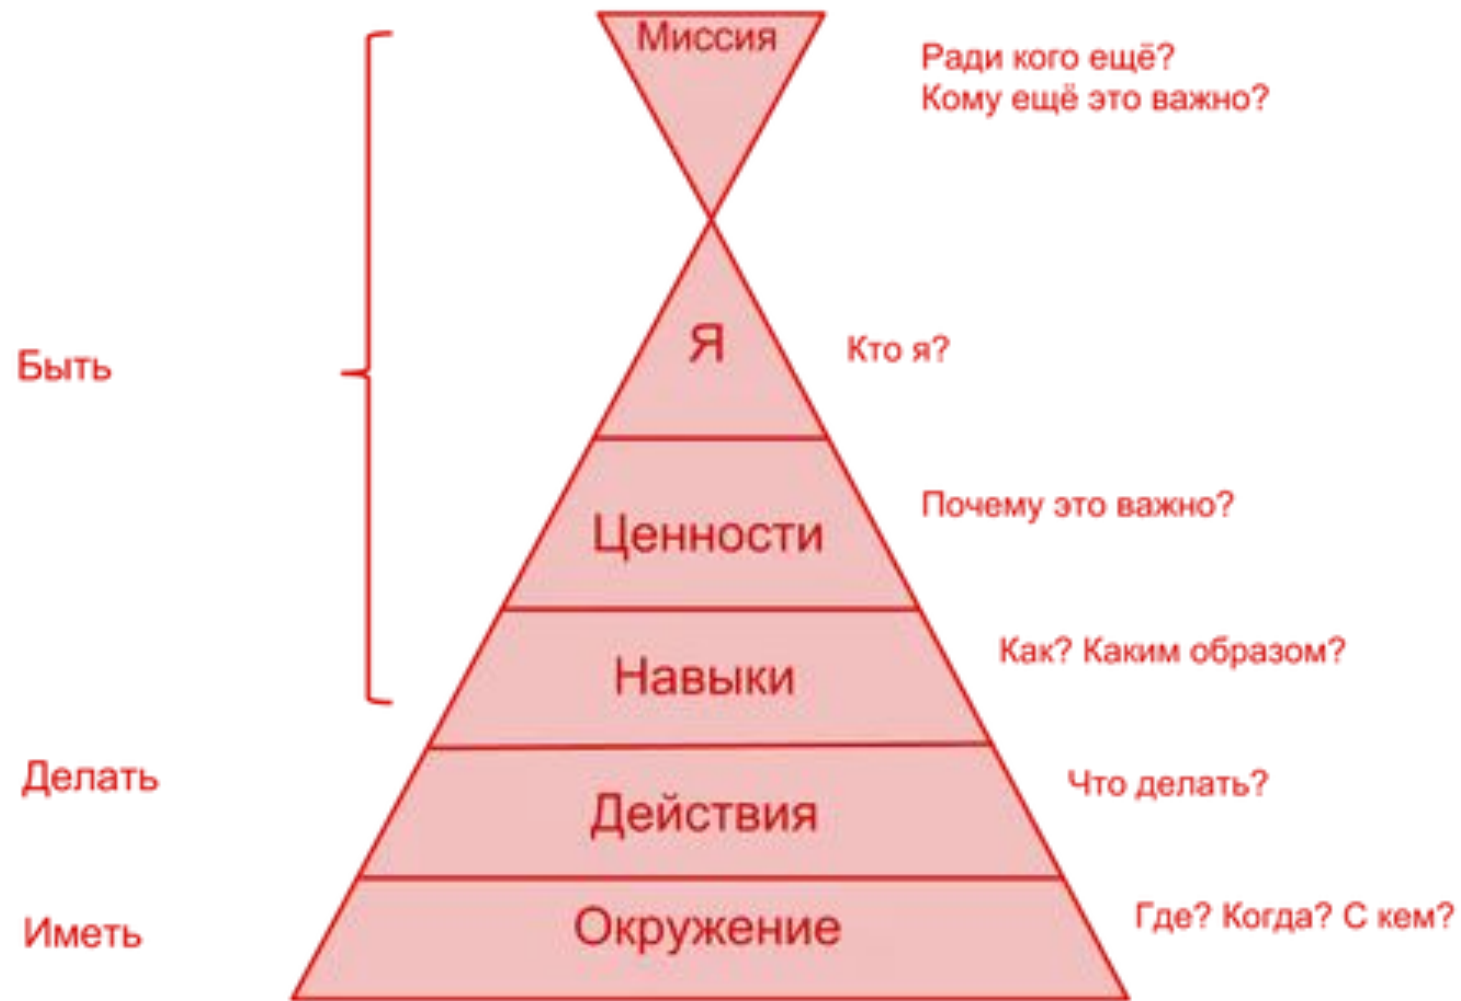 Миссия
Ради кого ещё?
Кому ещё это важно?
Быть
Я
Кто я?
Ценности
Почему это важно?
Навыки
Как? Каким образом?
Делать
Действия
Что делать?
Иметь
Окружение
Где? Когда? С кем?